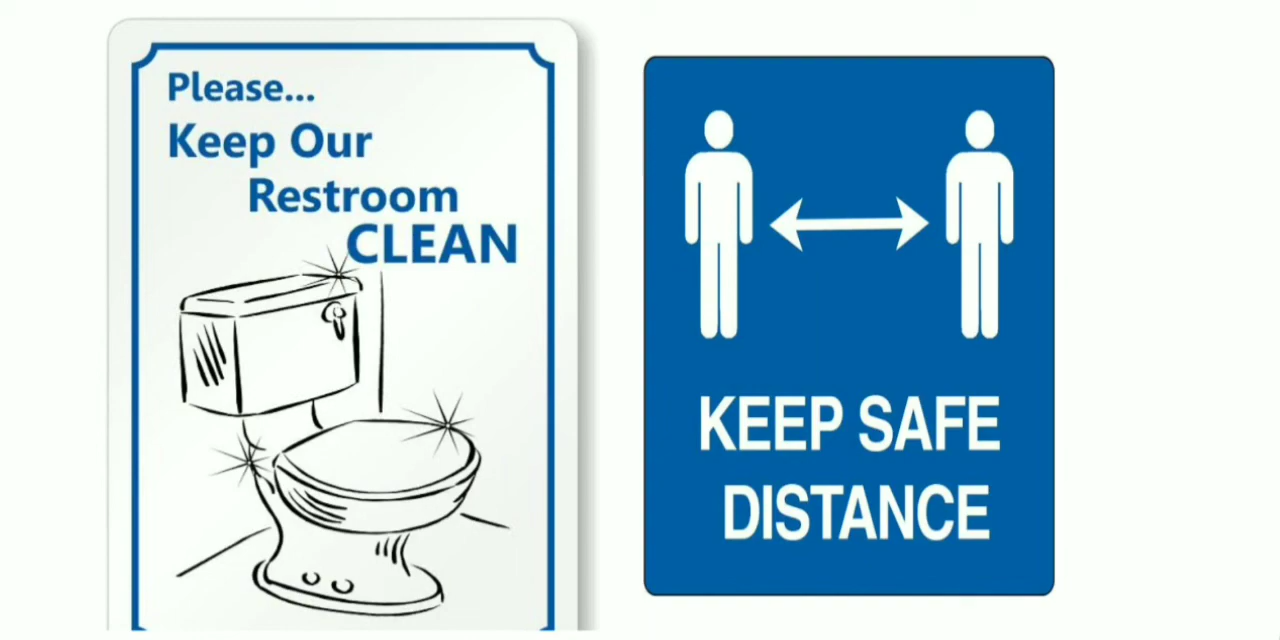 Please...
Keep Our
Restroom
CLEAN
KEEP SAFE
DISTANCE